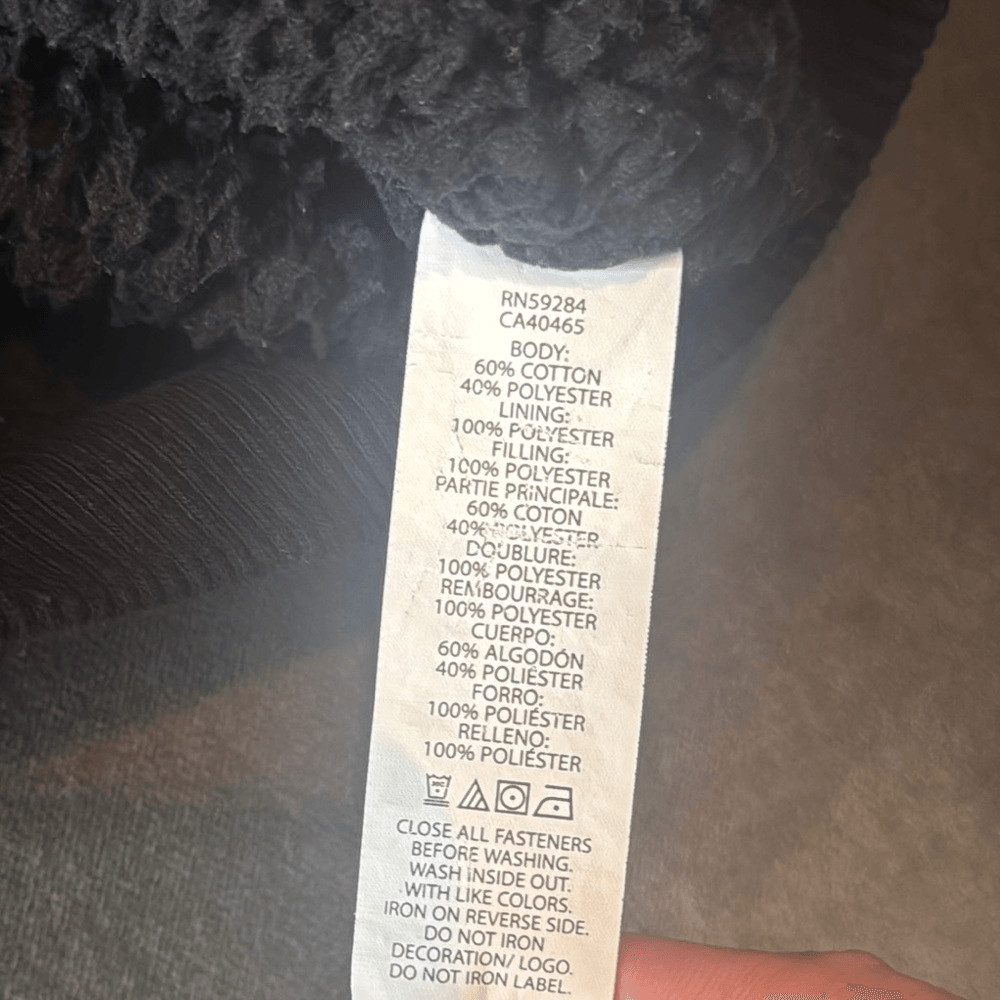 RN59284
CA40465
BODY:
60% COTTON
40% POLYESTER
LINING:
100% POLYESTER
FILLING:
100% POLYESTER
PARTIE PRINCIPALE:
60% COTON
40% POLYESTER
DOUBLURE:
100% POLYESTER
REMBOURRAGE:
100% POLYESTER
CUERPO:
60% ALGODÓN
40% POLIÉSTER
FORRO:
100% POLIÉSTER
RELLENO:
100% POLIÉSTER
30C
CLOSE ALL FASTENERS
BEFORE WASHING.
WASH INSIDE OUT.
WITH LIKE COLORS.
IRON ON REVERSE SIDE.
DO NOT IRON
DECORATION/ LOGO.
DO NOT IRON LABEL.